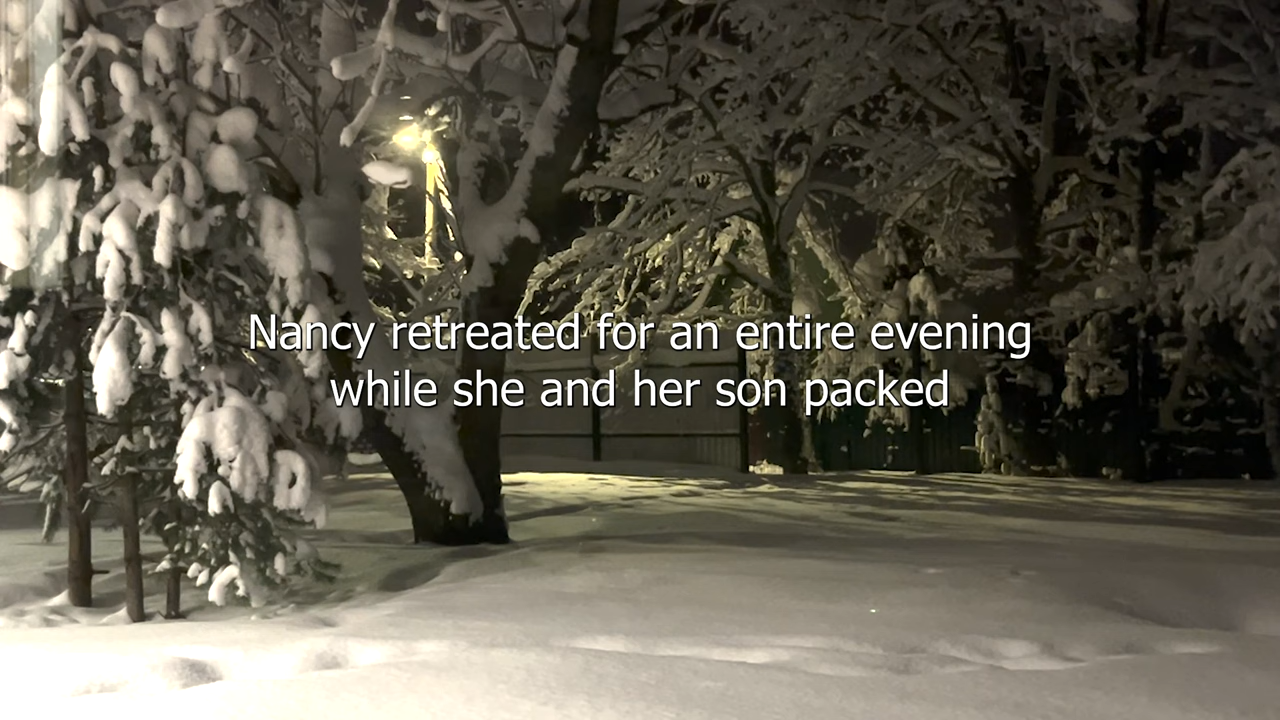 Nancy retreated for an entire evening
while she and her son packed